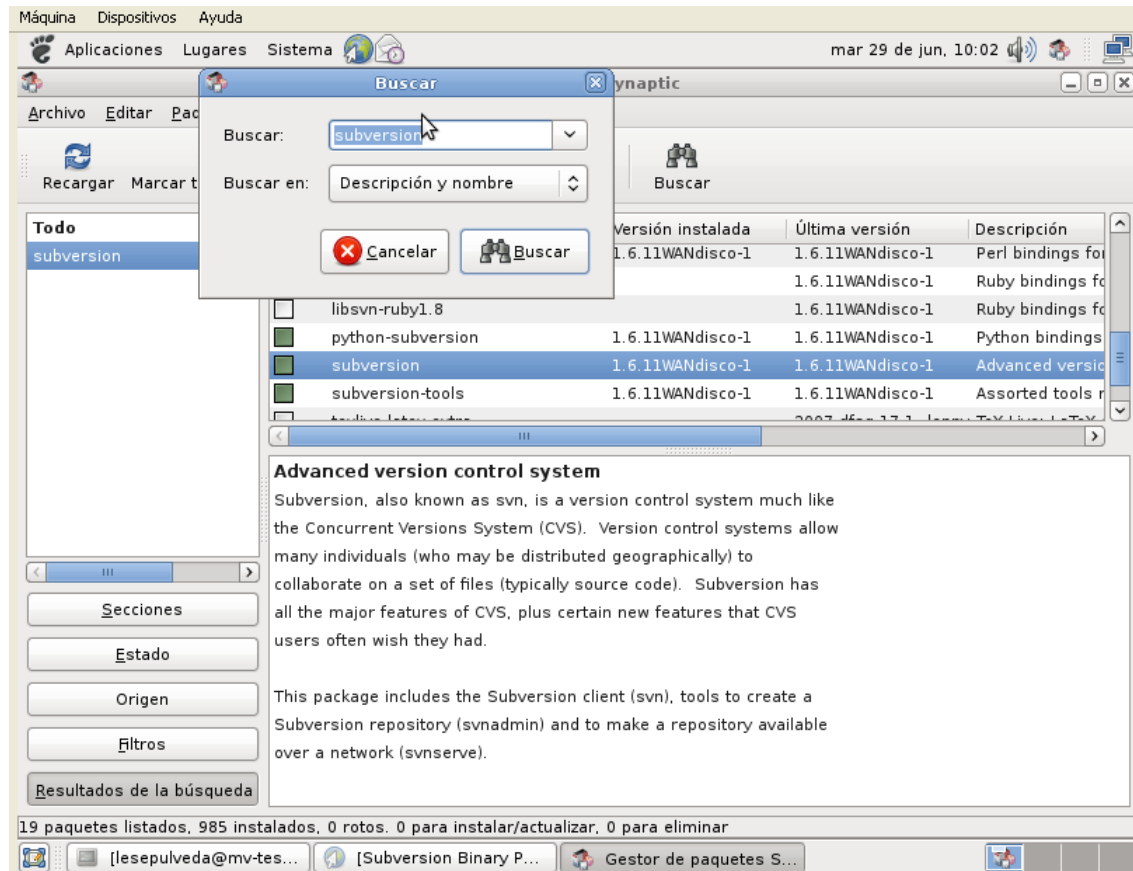 Máquina Dispositivos Ayuda
Aplicaciones Lugares Sistema mar 29 de jun, 10:02
Buscar
ynaptic
Archivo Editar Paq
Buscar: subversion
Recargar Marcar t Buscar
Buscar en: Descripción y nombre
Cancelar Buscar
Todo
subversion
Versión instalada Última versión Descripción
1.6.11WANdisco-1 1.6.11WANdisco-1 Perl bindings for
1.6.11WANdisco-1 Ruby bindings fo
libsvn-ruby1.8 1.6.11WANdisco-1 Ruby bindings fo
python-subversion 1.6.11WANdisco-1 1.6.11WANdisco-1 Python bindings
subversion 1.6.11WANdisco-1 1.6.11WANdisco-1 Advanced versio
subversion-tools 1.6.11WANdisco-1 1.6.11WANdisco-1 Assorted tools r
Advanced version control system
Subversion, also known as svn, is a version control system much like
the Concurrent Versions System (CVS). Version control systems allow
many individuals (who may be distributed geographically) to
collaborate on a set of files (typically source code). Subversion has
all the major features of CVS, plus certain new features that CVS
users often wish they had.
This package includes the Subversion client (svn), tools to create a
Subversion repository (svnadmin) and to make a repository available
over a network (svnserve).
Secciones
Estado
Origen
Filtros
Resultados de la búsqueda
19 paquetes listados, 985 instalados, 0 rotos. 0 para instalar/actualizar, 0 para eliminar
[lesepulveda@mv-tes... [Subversion Binary P... Gestor de paquetes S...